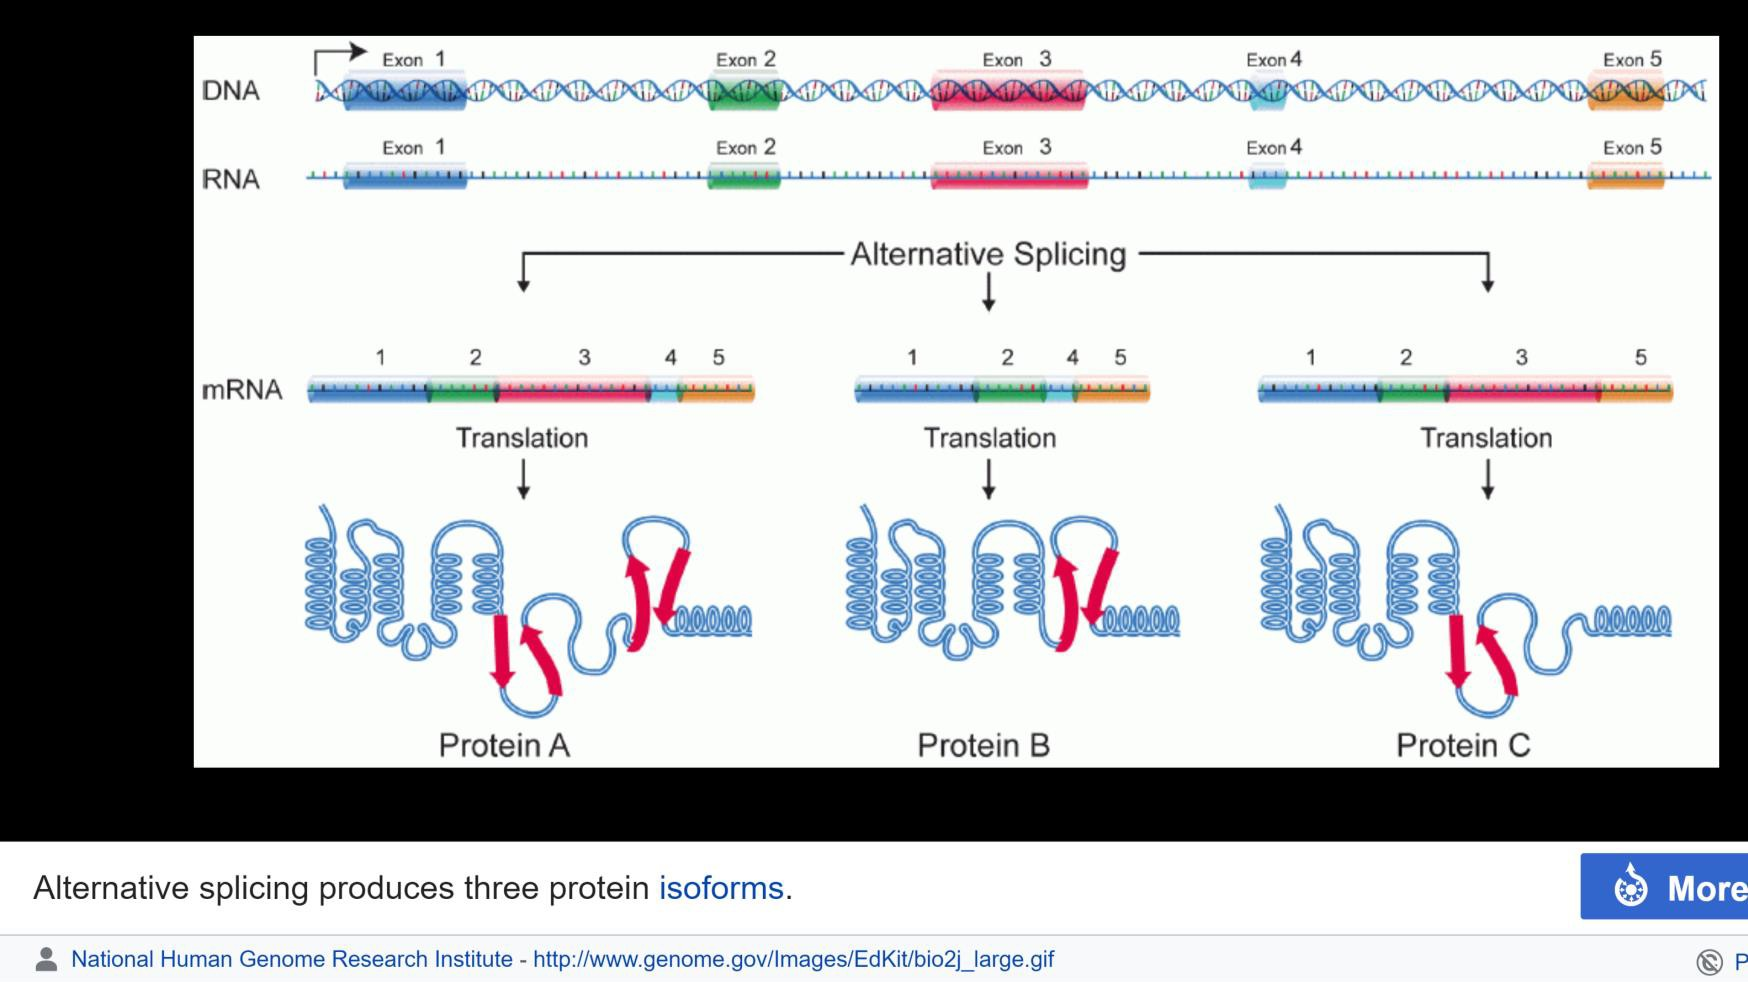 Exon 1 Exon 2 Exon 3 Exon 4 Exon 5
DNA
Exon 1 Exon 2 Exon 3 Exon 4 Exon 5
RNA
Alternative Splicing
1 2 3 4 5 1 2 4 5 1 2 3 5
mRNA
Translation Translation Translation
Protein A Protein B Protein C
Alternative splicing produces three protein isoforms.
More
National Human Genome Research Institute - http://www.genome.gov/Images/EdKit/bio2j_large.gif
P